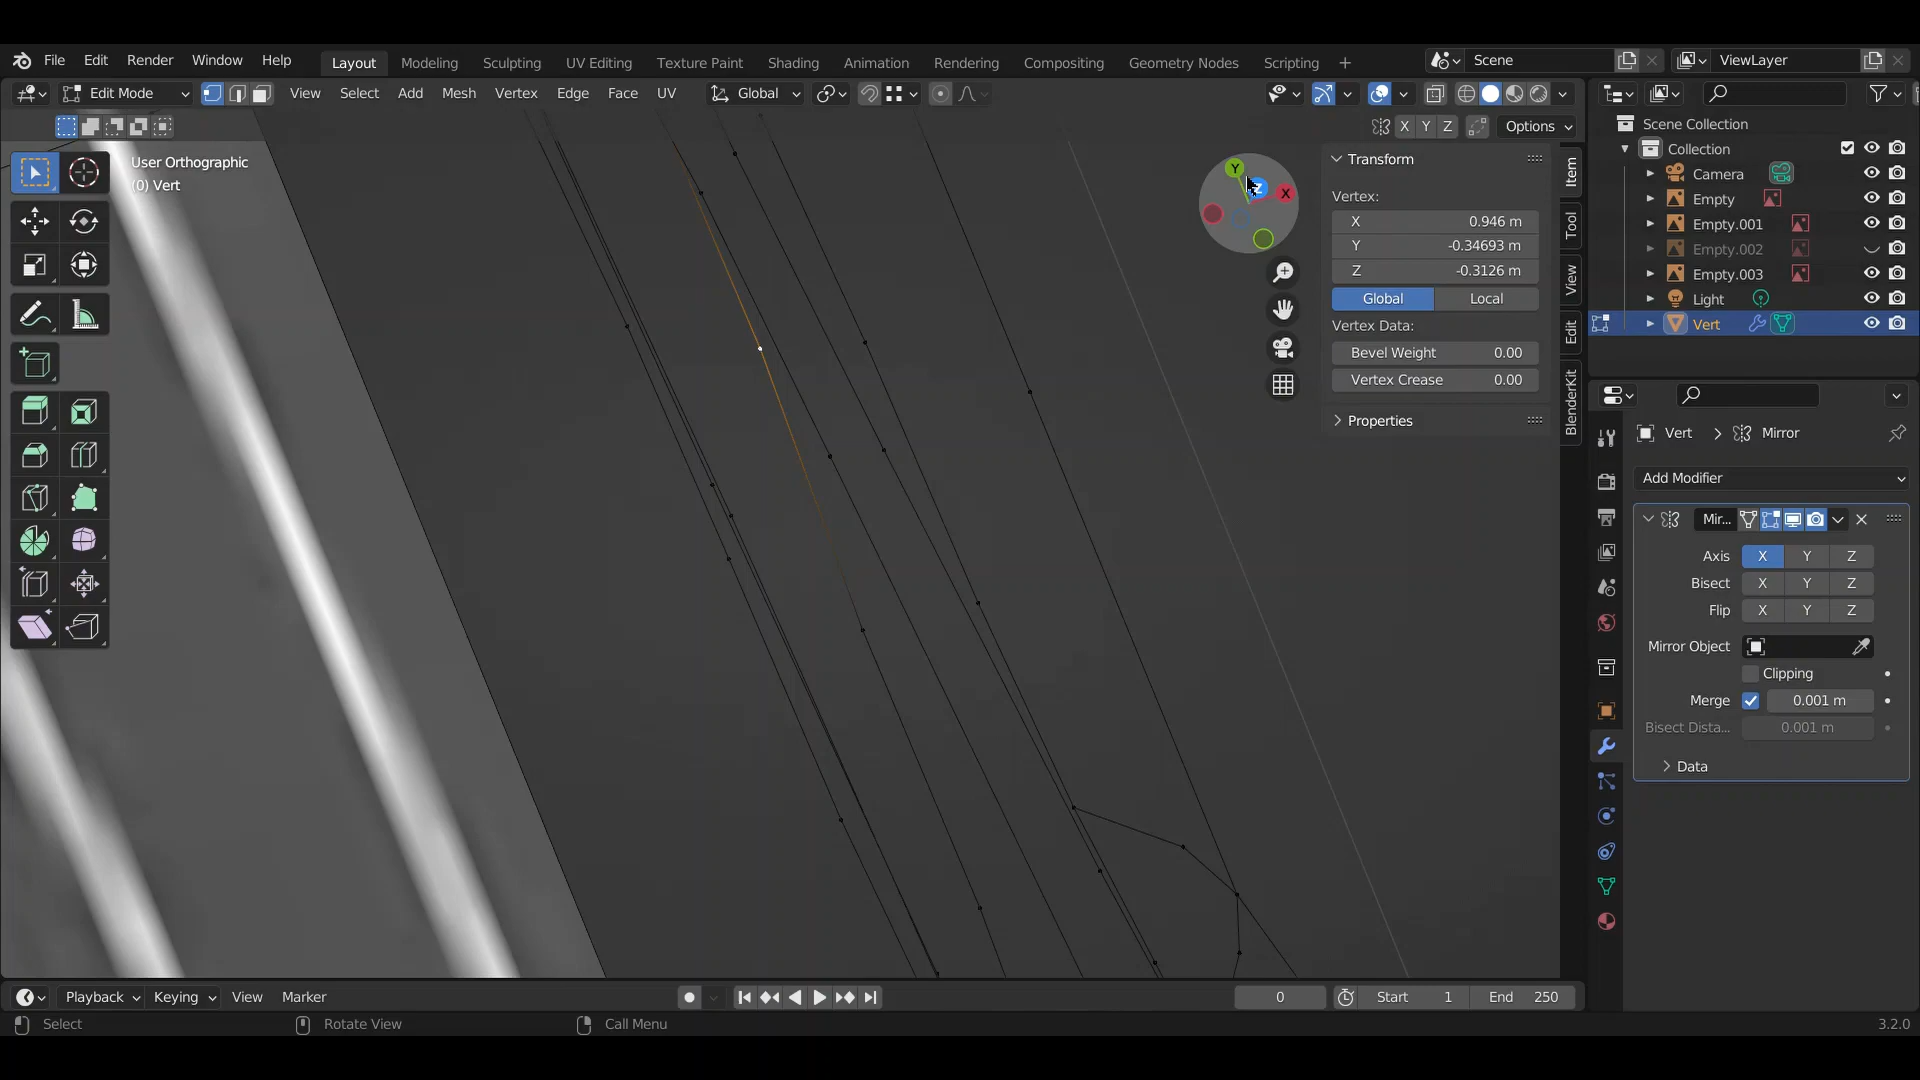 File Edit Render Window Help Layout Modeling Sculpting UV Editing Texture Paint Shading Animation Rendering Compositing Geometry Nodes Scripting + Scene ViewLayer
Edit Mode View Select Add Mesh Vertex Edge Face UV Global
X Y Z Options
User Orthographic
(0) Vert
Y Z X
Transform
Vertex:
X 0.946 m
Y -0.34693 m
Z -0.3126 m
Global Local
Vertex Data:
Bevel Weight 0.00
Vertex Crease 0.00
Properties
Item
Tool
View
Edit
BlenderKit
Scene Collection
Collection
Camera
Empty
Empty.001
Empty.002
Empty.003
Light
Vert
Vert > Mirror
Add Modifier
Mir...
Axis X Y Z
Bisect X Y Z
Flip X Y Z
Mirror Object
Clipping
Merge 0.001 m
Bisect Dista... 0.001 m
Data
Playback Keying View Marker 0 Start 1 End 250
Select Rotate View Call Menu 3.2.0